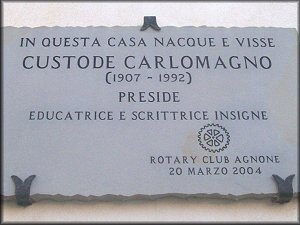 IN QUESTA CASA NACQUE E VISSE
CUSTODE CARLOMAGNO
(1907 - 1992)
PRESIDE
EDUCATRICE E SCRITTRICE INSIGNE
ROTARY CLUB AGNONE
20 MARZO 2004